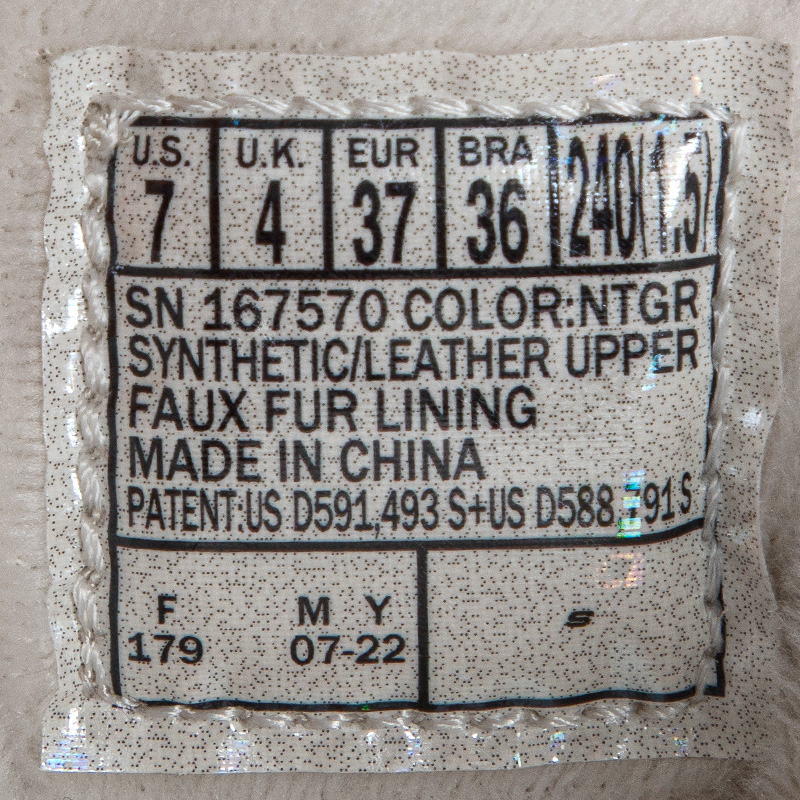 U.S. U.K. EUR BRA 240(1.5)
7 4 37 36
SN 167570 COLOR:NTGR
SYNTHETIC/LEATHER UPPER
FAUX FUR LINING
MADE IN CHINA
PATENT:US D591,493 S+US D588, 91 S
F M Y
179 07-22
S